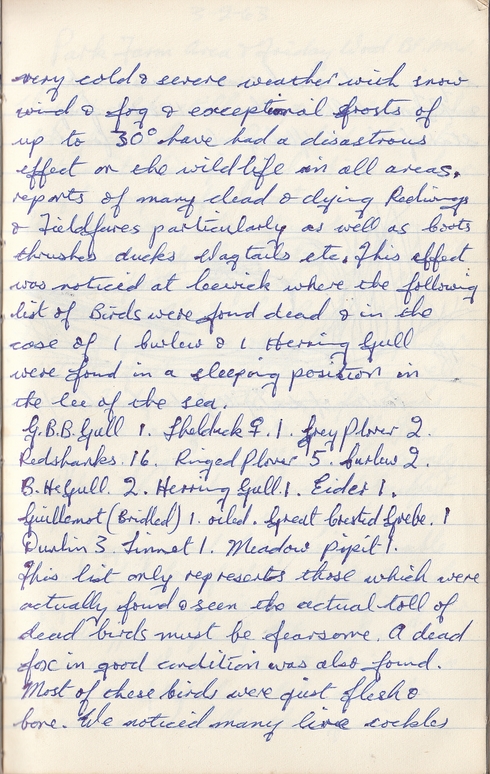 very cold & severe weather with snow
wind & fog & exceptional frosts of
up to 30° have had a disastrous
effect on the wildlife in all areas,
reports of many dead & dying Redwings
& Fieldfares particularly as well as Coots
thrushes ducks Wagtails etc. This effect
was noticed at where the following
list of Birds were found dead & in the
case of 1 Curlew & 1 Herring Gull
were found in a sleeping position in
the lee of the sea.
G.B.B. Gull 1. Shelduck ♀. 1. Grey Plover 2.
Redshanks. 16. Ringed Plover 5. Curlew 2.
B.H. Gull. 2. Herring Gull 1. Eider 1.
Guillemot (Bridled) 1. oiled. Great Crested Grebe. 1
Dunlin 3. Linnet 1. Meadow Pipit 1.
This list only represents those which were
actually found & seen the actual toll of
dead birds must be fearsome. A dead
fox in good condition was also found.
Most of these birds were just flesh &
bone. We noticed many live cockles